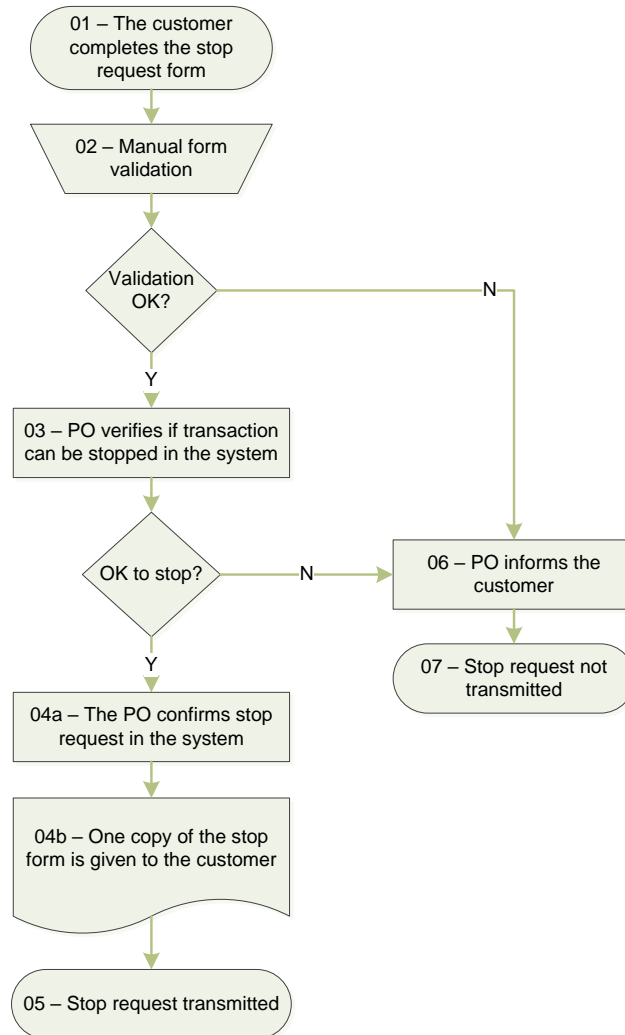 01 – The customer
completes the stop
request form
02 – Manual form
validation
Validation
OK?
N
Y
03 – PO verifies if transaction
can be stopped in the system
OK to stop?
N
06 – PO informs the
customer
Y
07 – Stop request not
transmitted
04a – The PO confirms stop
request in the system
04b – One copy of the stop
form is given to the customer
05 – Stop request transmitted